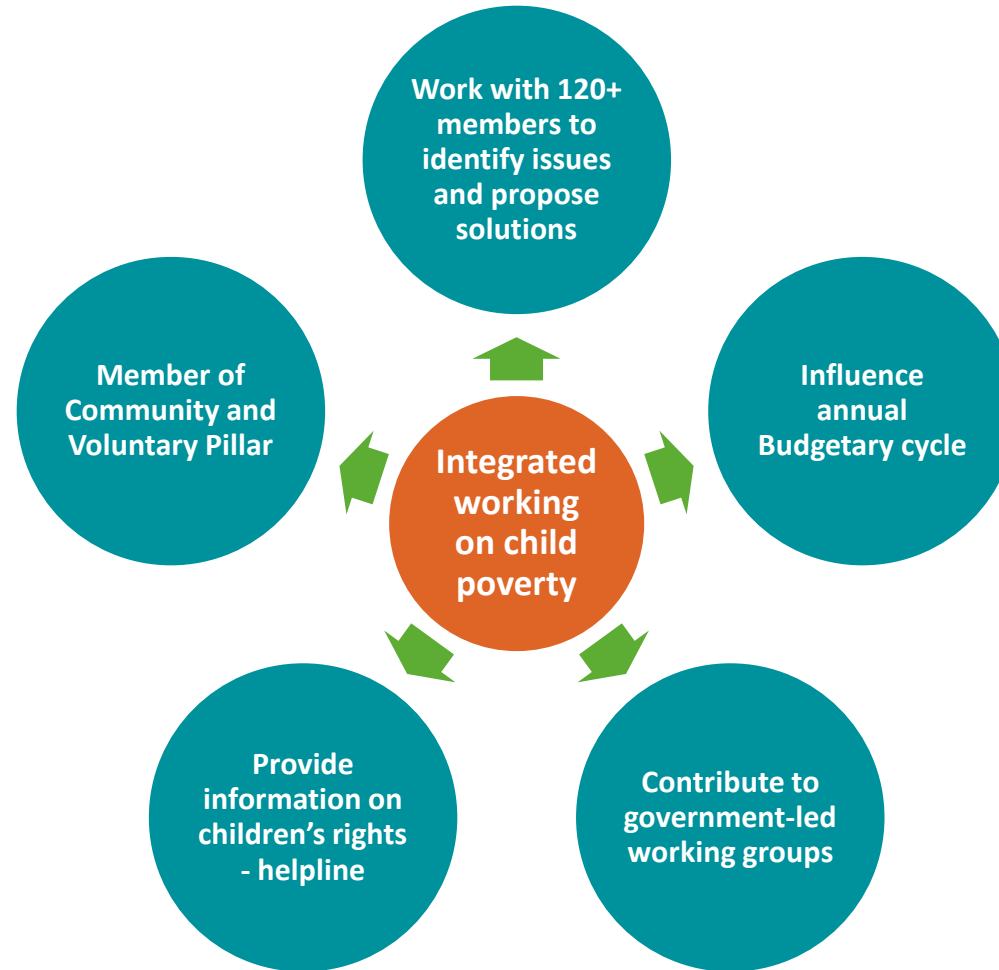 Work with 120+
members to
identify issues
and propose
solutions
Member of
Community and
Voluntary Pillar
Influence
annual
Budgetary cycle
Integrated
working
on child
poverty
Provide
information on
children’s rights
- helpline
Contribute to
government-led
working groups